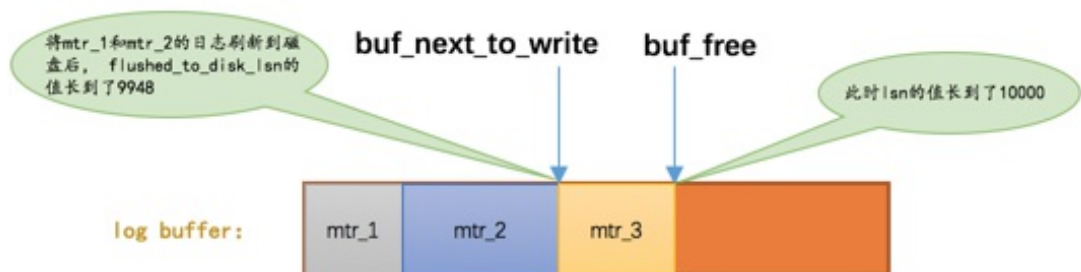 将mtr_1和mtr_2的日志刷新到磁
盘后， flushed_to_disk_lsn的
值长到了9948
buf_next_to_write
buf_free
此时lsn的值长到了10000
log buffer:
mtr_1
mtr_2
mtr_3